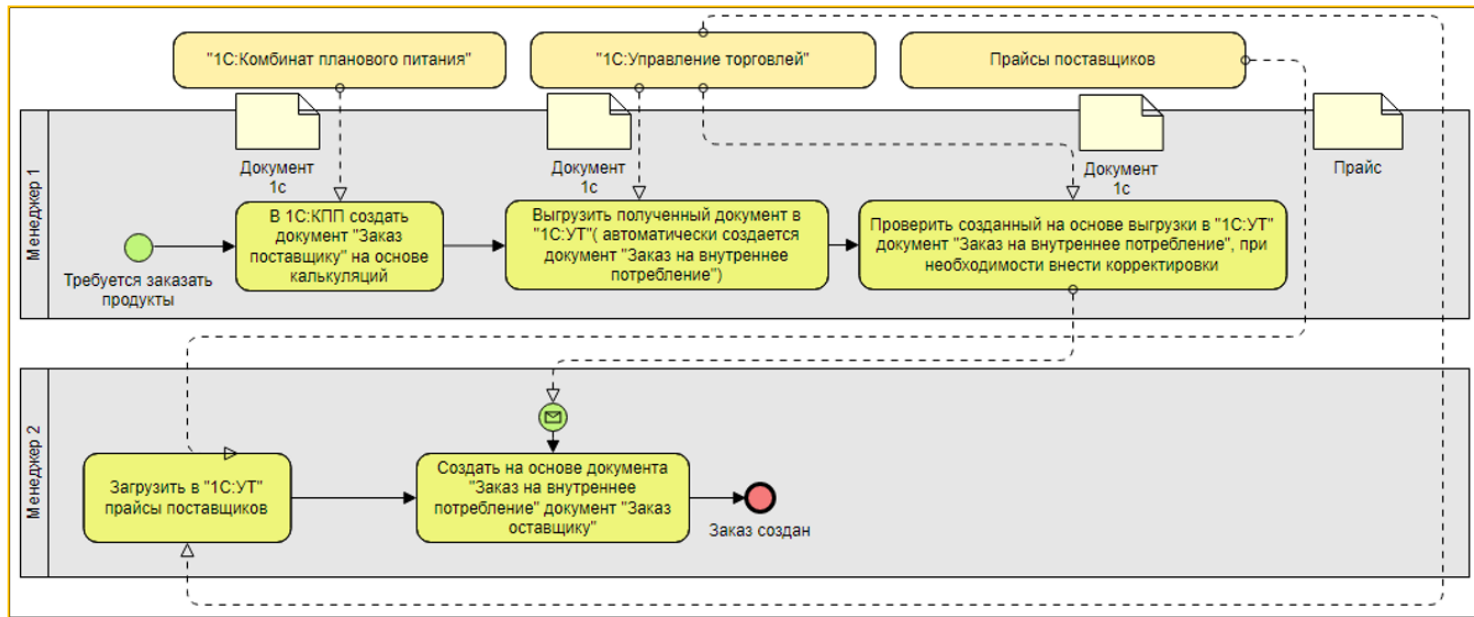 "1С:Комбинат планового питания"
"1С:Управление торговлей"
Прайсы поставщиков
Менеджер 1
Документ
1с
Документ
1с
Документ
1с
Прайс
Требуется заказать
продукты
В 1С:КПП создать
документ "Заказ
поставщику" на основе
калькуляций
Выгрузить полученный документ в
"1С:УТ"( автоматически создается
документ "Заказ на внутреннее
потребление")
Проверить созданный на основе выгрузки в "1С:УТ"
документ "Заказ на внутреннее потребление", при
необходимости внести корректировки
Менеджер 2
Загрузить в "1С:УТ"
прайсы поставщиков
Создать на основе документа
"Заказ на внутреннее
потребление" документ "Заказ
оставщику"
Заказ создан